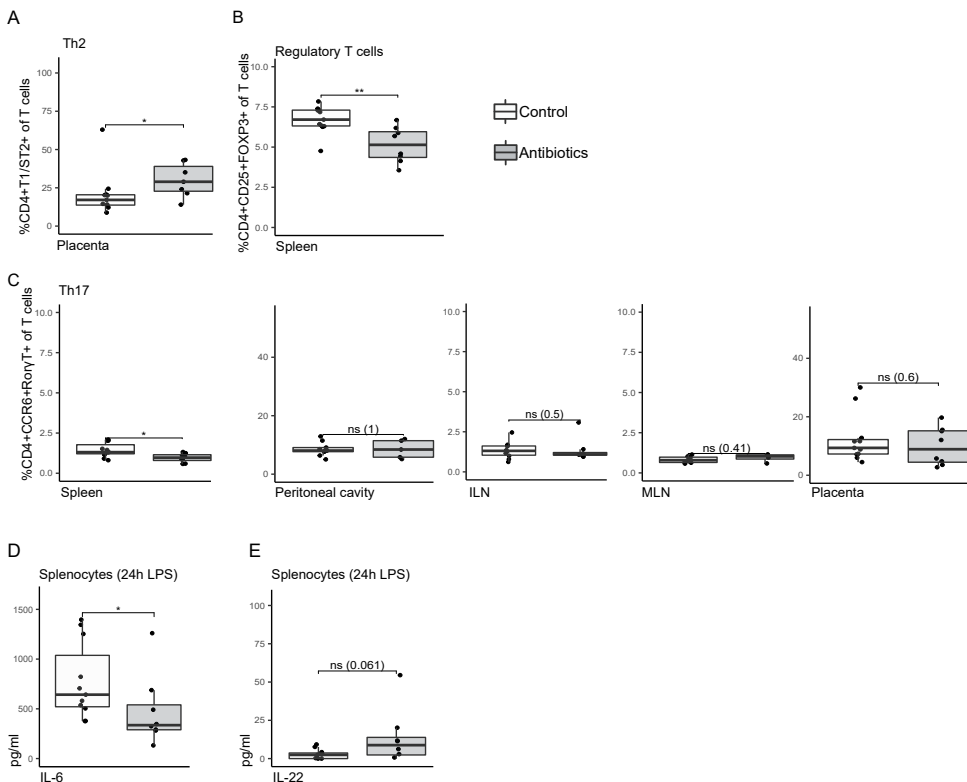 A
Th2
%CD4+T1/ST2+ of T cells
100
75
50
25
0
*
Placenta
B
Regulatory T cells
%CD4+CD25+FOXP3+ of T cells
10.0
7.5
5.0
2.5
0.0
**
Spleen
Control
Antibiotics
C
Th17
%CD4+CCR6+RorγT+ of T cells
10.0
7.5
5.0
2.5
0.0
*
Spleen
40
20
0
ns (1)
Peritoneal cavity
10.0
7.5
5.0
2.5
0.0
ns (0.5)
ILN
10.0
7.5
5.0
2.5
0.0
ns (0.41)
MLN
40
20
0
ns (0.6)
Placenta
D
Splenocytes (24h LPS)
pg/ml
1500
1000
500
0
*
IL-6
E
Splenocytes (24h LPS)
pg/ml
100
75
50
25
0
ns (0.061)
IL-22